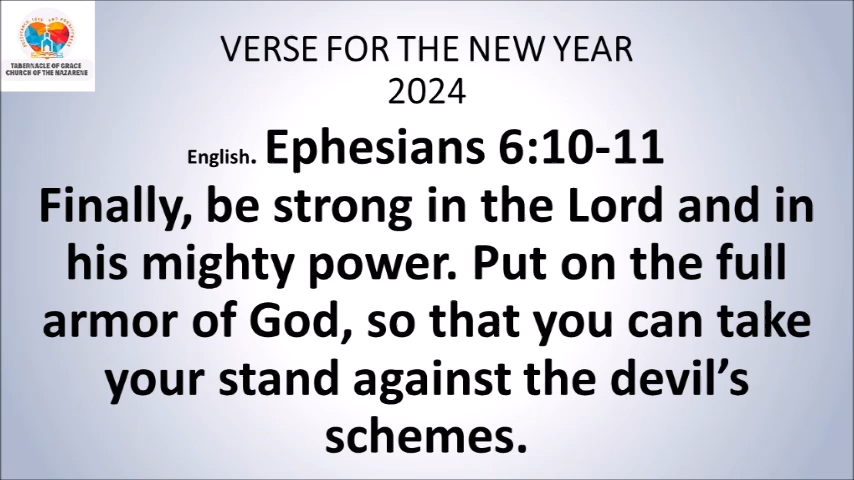 TABERNACLE OF GRACE
CHURCH OF THE NAZARENE
VERSE FOR THE NEW YEAR
2024
English. Ephesians 6:10-11
Finally, be strong in the Lord and in
his mighty power. Put on the full
armor of God, so that you can take
your stand against the devil’s
schemes.